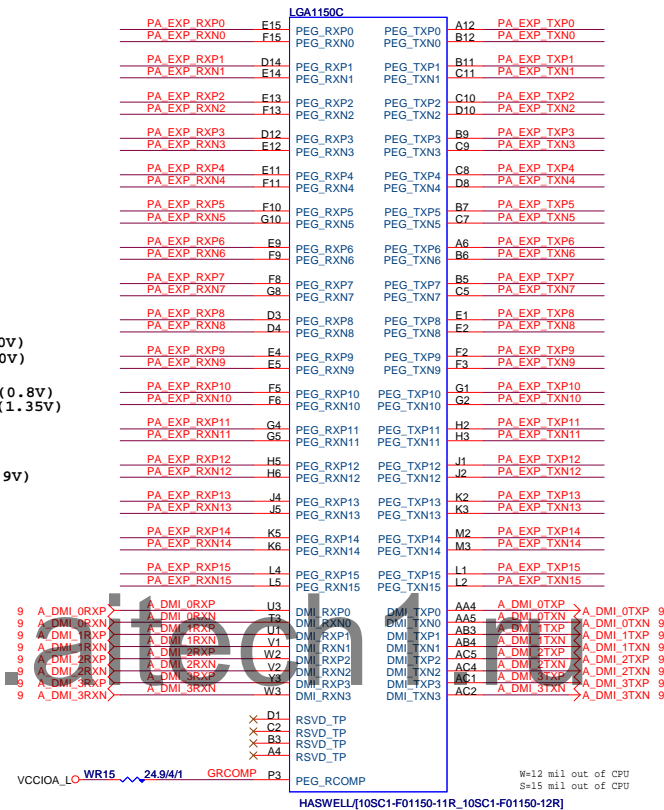 LGA1150C
PA_EXP_RXP0 E15 PEG_RXP0 PEG_TXP0 A12 PA_EXP_TXP0
PA_EXP_RXN0 F15 PEG_RXN0 PEG_TXN0 B12 PA_EXP_TXN0
PA_EXP_RXP1 D14 PEG_RXP1 PEG_TXP1 B11 PA_EXP_TXP1
PA_EXP_RXN1 E14 PEG_RXN1 PEG_TXN1 C11 PA_EXP_TXN1
PA_EXP_RXP2 E13 PEG_RXP2 PEG_TXP2 C10 PA_EXP_TXP2
PA_EXP_RXN2 F13 PEG_RXN2 PEG_TXN2 D10 PA_EXP_TXN2
PA_EXP_RXP3 D12 PEG_RXP3 PEG_TXP3 B9 PA_EXP_TXP3
PA_EXP_RXN3 E12 PEG_RXN3 PEG_TXN3 C9 PA_EXP_TXN3
PA_EXP_RXP4 E11 PEG_RXP4 PEG_TXP4 C8 PA_EXP_TXP4
PA_EXP_RXN4 F11 PEG_RXN4 PEG_TXN4 D8 PA_EXP_TXN4
PA_EXP_RXP5 F10 PEG_RXP5 PEG_TXP5 B7 PA_EXP_TXP5
PA_EXP_RXN5 G10 PEG_RXN5 PEG_TXN5 C7 PA_EXP_TXN5
PA_EXP_RXP6 E9 PEG_RXP6 PEG_TXP6 A6 PA_EXP_TXP6
PA_EXP_RXN6 F9 PEG_RXN6 PEG_TXN6 B6 PA_EXP_TXN6
PA_EXP_RXP7 F8 PEG_RXP7 PEG_TXP7 B5 PA_EXP_TXP7
PA_EXP_RXN7 G8 PEG_RXN7 PEG_TXN7 C5 PA_EXP_TXN7
PA_EXP_RXP8 D3 PEG_RXP8 PEG_TXP8 E1 PA_EXP_TXP8
PA_EXP_RXN8 D4 PEG_RXN8 PEG_TXN8 E2 PA_EXP_TXN8
0V)
PA_EXP_RXP9 E4 PEG_RXP9 PEG_TXP9 F2 PA_EXP_TXP9
0V)
PA_EXP_RXN9 E5 PEG_RXN9 PEG_TXN9 F3 PA_EXP_TXN9
(0.8V)
PA_EXP_RXP10 F5 PEG_RXP10 PEG_TXP10 G1 PA_EXP_TXP10
(1.35V)
PA_EXP_RXN10 F6 PEG_RXN10 PEG_TXN10 G2 PA_EXP_TXN10
PA_EXP_RXP11 G4 PEG_RXP11 PEG_TXP11 H2 PA_EXP_TXP11
PA_EXP_RXN11 G5 PEG_RXN11 PEG_TXN11 H3 PA_EXP_TXN11
PA_EXP_RXP12 H5 PEG_RXP12 PEG_TXP12 J1 PA_EXP_TXP12
9V)
PA_EXP_RXN12 H6 PEG_RXN12 PEG_TXN12 J2 PA_EXP_TXN12
PA_EXP_RXP13 J4 PEG_RXP13 PEG_TXP13 K2 PA_EXP_TXP13
PA_EXP_RXN13 J5 PEG_RXN13 PEG_TXN13 K3 PA_EXP_TXN13
PA_EXP_RXP14 K5 PEG_RXP14 PEG_TXP14 M2 PA_EXP_TXP14
PA_EXP_RXN14 K6 PEG_RXN14 PEG_TXN14 M3 PA_EXP_TXN14
PA_EXP_RXP15 L4 PEG_RXP15 PEG_TXP15 L1 PA_EXP_TXP15
PA_EXP_RXN15 L5 PEG_RXN15 PEG_TXN15 L2 PA_EXP_TXN15
9 A_DMI_0RXP A_DMI_0RXP U3 DMI_RXP0 DMI_TXP0 AA4 A_DMI_0TXP A_DMI_0TXP 9
9 A_DMI_0RXN A_DMI_0RXN T3 DMI_RXN0 DMI_TXN0 AA5 A_DMI_0TXN A_DMI_0TXN 9
9 A_DMI_1RXP A_DMI_1RXP U1 DMI_RXP1 DMI_TXP1 AB3 A_DMI_1TXP A_DMI_1TXP 9
9 A_DMI_1RXN A_DMI_1RXN V1 DMI_RXN1 DMI_TXN1 AB4 A_DMI_1TXN A_DMI_1TXN 9
9 A_DMI_2RXP A_DMI_2RXP W2 DMI_RXP2 DMI_TXP2 AC5 A_DMI_2TXP A_DMI_2TXP 9
9 A_DMI_2RXN A_DMI_2RXN V2 DMI_RXN2 DMI_TXN2 AC4 A_DMI_2TXN A_DMI_2TXN 9
9 A_DMI_3RXP A_DMI_3RXP Y3 DMI_RXP3 DMI_TXP3 AC1 A_DMI_3TXP A_DMI_3TXP 9
9 A_DMI_3RXN A_DMI_3RXN W3 DMI_RXN3 DMI_TXN3 AC2 A_DMI_3TXN A_DMI_3TXN 9
.aitech1.ru
D1 RSVD_TP
C2 RSVD_TP
B3 RSVD_TP
A4 RSVD_TP
VCCIOA_L WR15 24.9/4/1 GRCOMP P3 PEG_RCOMP
W=12 mil out of CPU
S=15 mil out of CPU
HASWELL/[10SC1-F01150-11R_10SC1-F01150-12R]